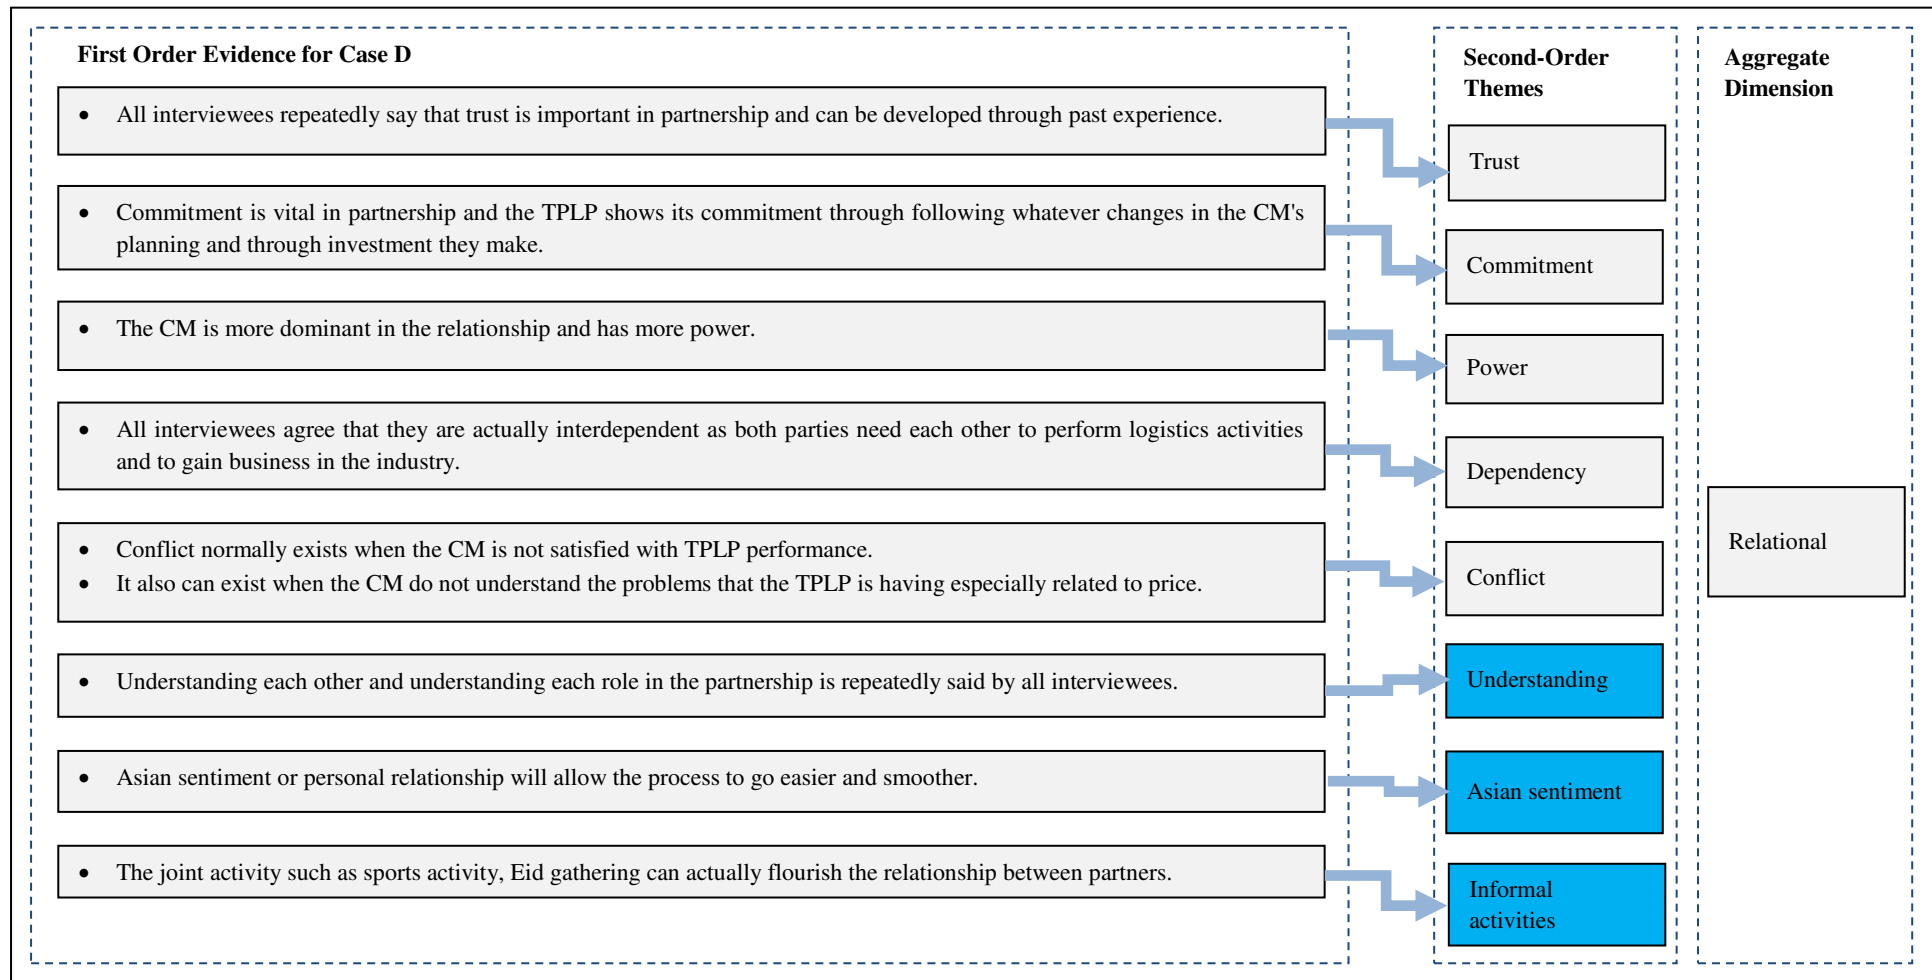 First Order Evidence for Case D
Second-Order
Themes
Aggregate
Dimension
• All interviewees repeatedly say that trust is important in partnership and can be developed through past experience.
Trust
• Commitment is vital in partnership and the TPLP shows its commitment through following whatever changes in the CM's
planning and through investment they make.
Commitment
• The CM is more dominant in the relationship and has more power.
Power
• All interviewees agree that they are actually interdependent as both parties need each other to perform logistics activities
and to gain business in the industry.
Dependency
• Conflict normally exists when the CM is not satisfied with TPLP performance.
• It also can exist when the CM do not understand the problems that the TPLP is having especially related to price.
Conflict
Relational
• Understanding each other and understanding each role in the partnership is repeatedly said by all interviewees.
Understanding
• Asian sentiment or personal relationship will allow the process to go easier and smoother.
Asian sentiment
• The joint activity such as sports activity, Eid gathering can actually flourish the relationship between partners.
Informal
activities